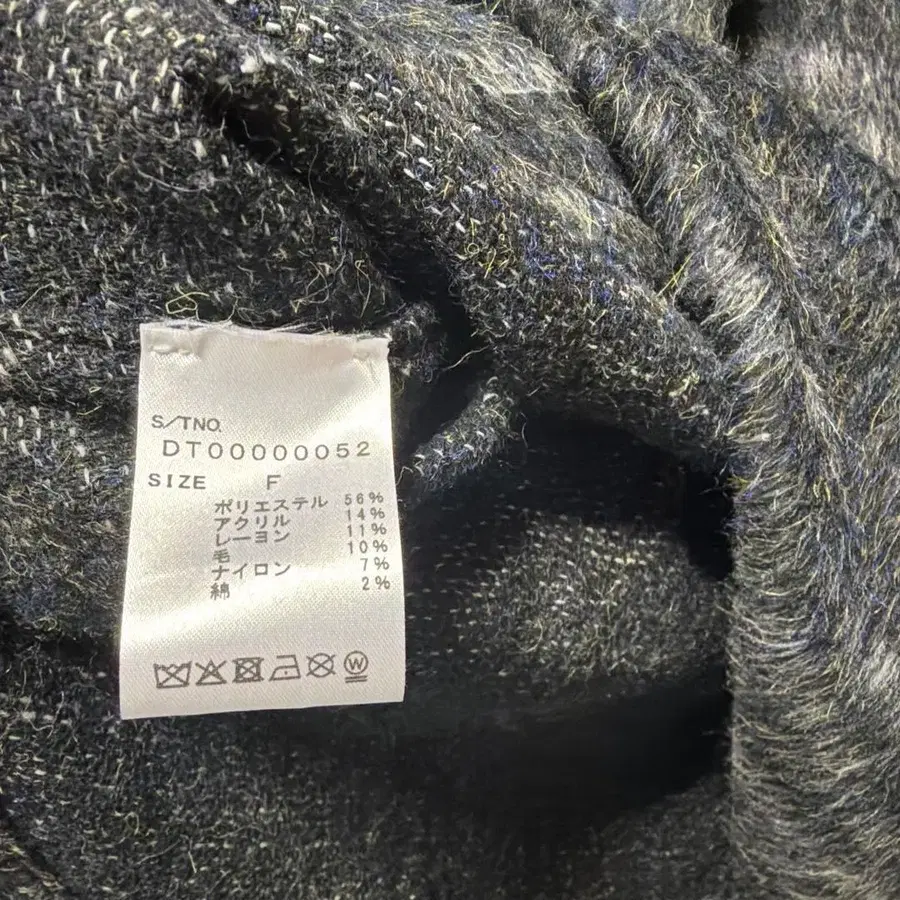 S/TNO.
DT00000052
SIZE F
ポリエステル 56%
アクリル 14%
レーヨン 11%
毛 10%
ナイロン 7%
綿 2%
W